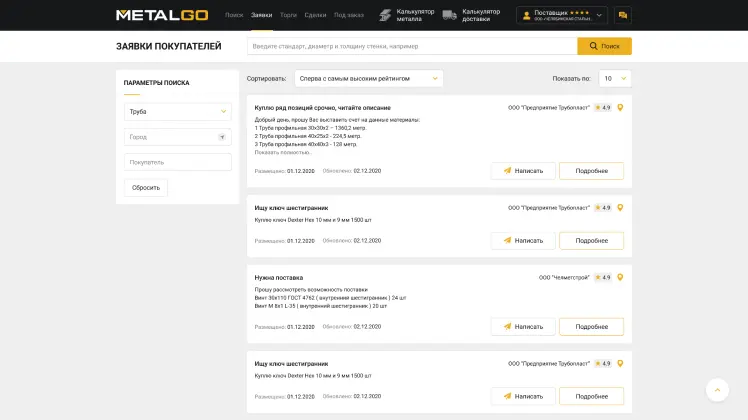 METALGO Поиск Заявки Торги Сделки Под заказ Калькулятор металла Калькулятор доставки Поставщик ★★★★
ЗАЯВКИ ПОКУПАТЕЛЕЙ
Введите стандарт, диаметр и толщину стенки, например
Поиск
ПАРАМЕТРЫ ПОИСКА
Труба
Город
Покупатель
Сбросить
Сортировать: Сперва с самым высоким рейтингом Показать по: 10
Куплю ряд позиций срочно, читайте описание ООО "Предприятие Трубопласт" ★ 4.9
Добрый день, прошу Вас выставить счет на данные материалы:
1 Труба профильная 30х30х2 – 1360,2 метр.
2 Труба профильная 40х25х2 - 224,5 метр.
3 Труба профильная 40х40х3 - 128 метр.
Показать полностью..
Размещено: 01.12.2020 Обновлено: 02.12.2020 Написать Подробнее
Ищу ключ шестигранник ООО "Предприятие Трубопласт" ★ 4.9
Куплю ключ Dexter Hex 10 мм и 9 мм 1500 шт
Размещено: 01.12.2020 Обновлено: 02.12.2020 Написать Подробнее
Нужна поставка ООО "Челметстрой" ★ 4.9
Прошу рассмотреть возможность поставки
Винт 36х110 ГОСТ 4762 ( внутренний шестигранник ) 24 шт
Винт М 8х1 L-35 ( внутренний шестигранник ) 20 шт
Размещено: 01.12.2020 Обновлено: 02.12.2020 Написать Подробнее
Ищу ключ шестигранник ООО "Предприятие Трубопласт" ★ 4.9
Куплю ключ Dexter Hex 10 мм и 9 мм 1500 шт
Размещено: 01.12.2020 Обновлено: 02.12.2020 Написать Подробнее